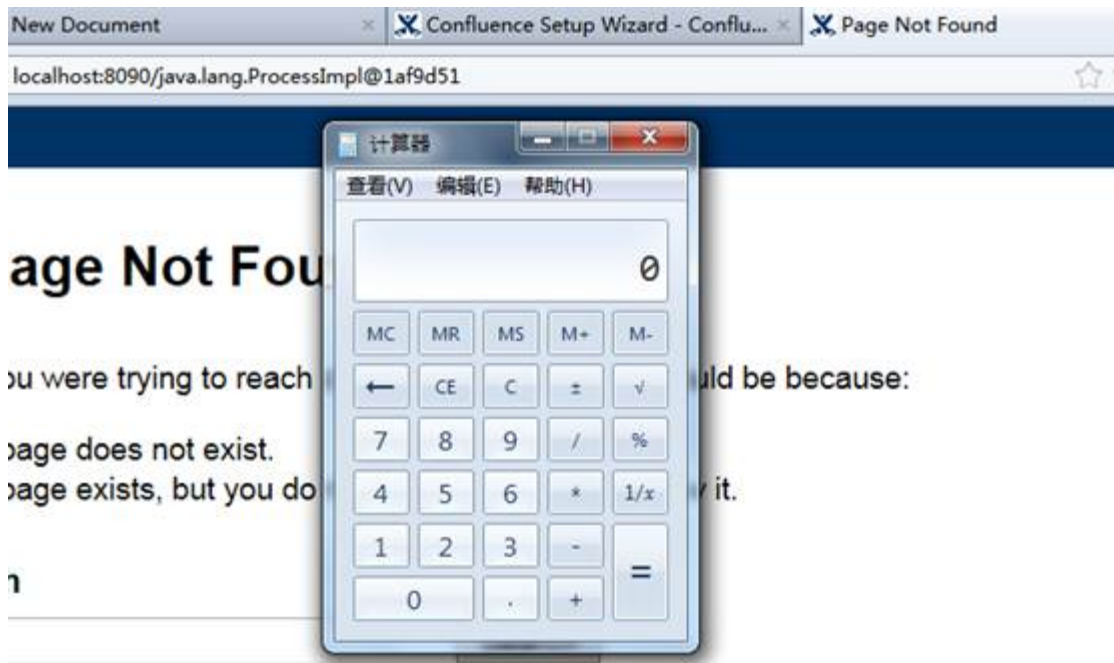 New Document
Confluence Setup Wizard - Conflu...
Page Not Found
localhost:8090/java.lang.ProcessImpl@1af9d51
计算器
查看(V) 编辑(E) 帮助(H)
age Not Fou
0
MC MR MS M+ M-
ou were trying to reach uld be because:
← CE C ± √
7 8 9 / %
page does not exist.
page exists, but you do it.
4 5 6 * 1/x
1 2 3 - =
0 . +